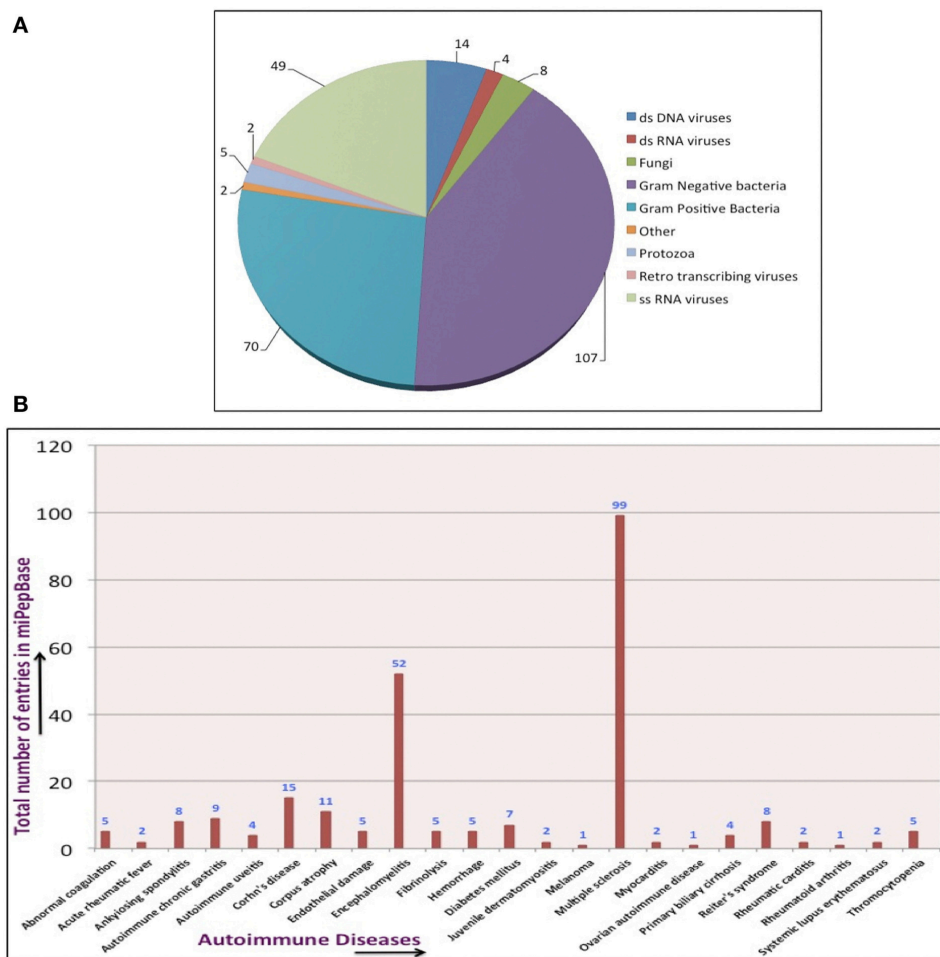 A
14
4
8
49
2
5
2
70
107
ds DNA viruses
ds RNA viruses
Fungi
Gram Negative bacteria
Gram Positive Bacteria
Other
Protozoa
Retro transcribing viruses
ss RNA viruses
B
Total number of entries in miPepBase
120
100
80
60
40
20
0
5
2
8
9
4
15
11
5
52
5
5
7
2
1
99
2
1
4
8
2
1
2
5
Abnormal coagulation
Acute rheumatic fever
Ankyiosing spondylitis
Autoimmune chronic gastritis
Autoimmune uveitis
Corhn's disease
Corpus atrophy
Endothelial damage
Encephalomyelitis
Fibrinolysis
Hemorrhage
Diabetes mellitus
Juvenile dermatomyositis
Melanoma
Multiple sclerosis
Myocarditis
Ovarian autoimmune disease
Primary biliary cirrhosis
Reiter's syndrome
Rheumatic carditis
Rheumatoid arthritis
Systemic lupus erythematosus
Thromocytopenia
Autoimmune Diseases